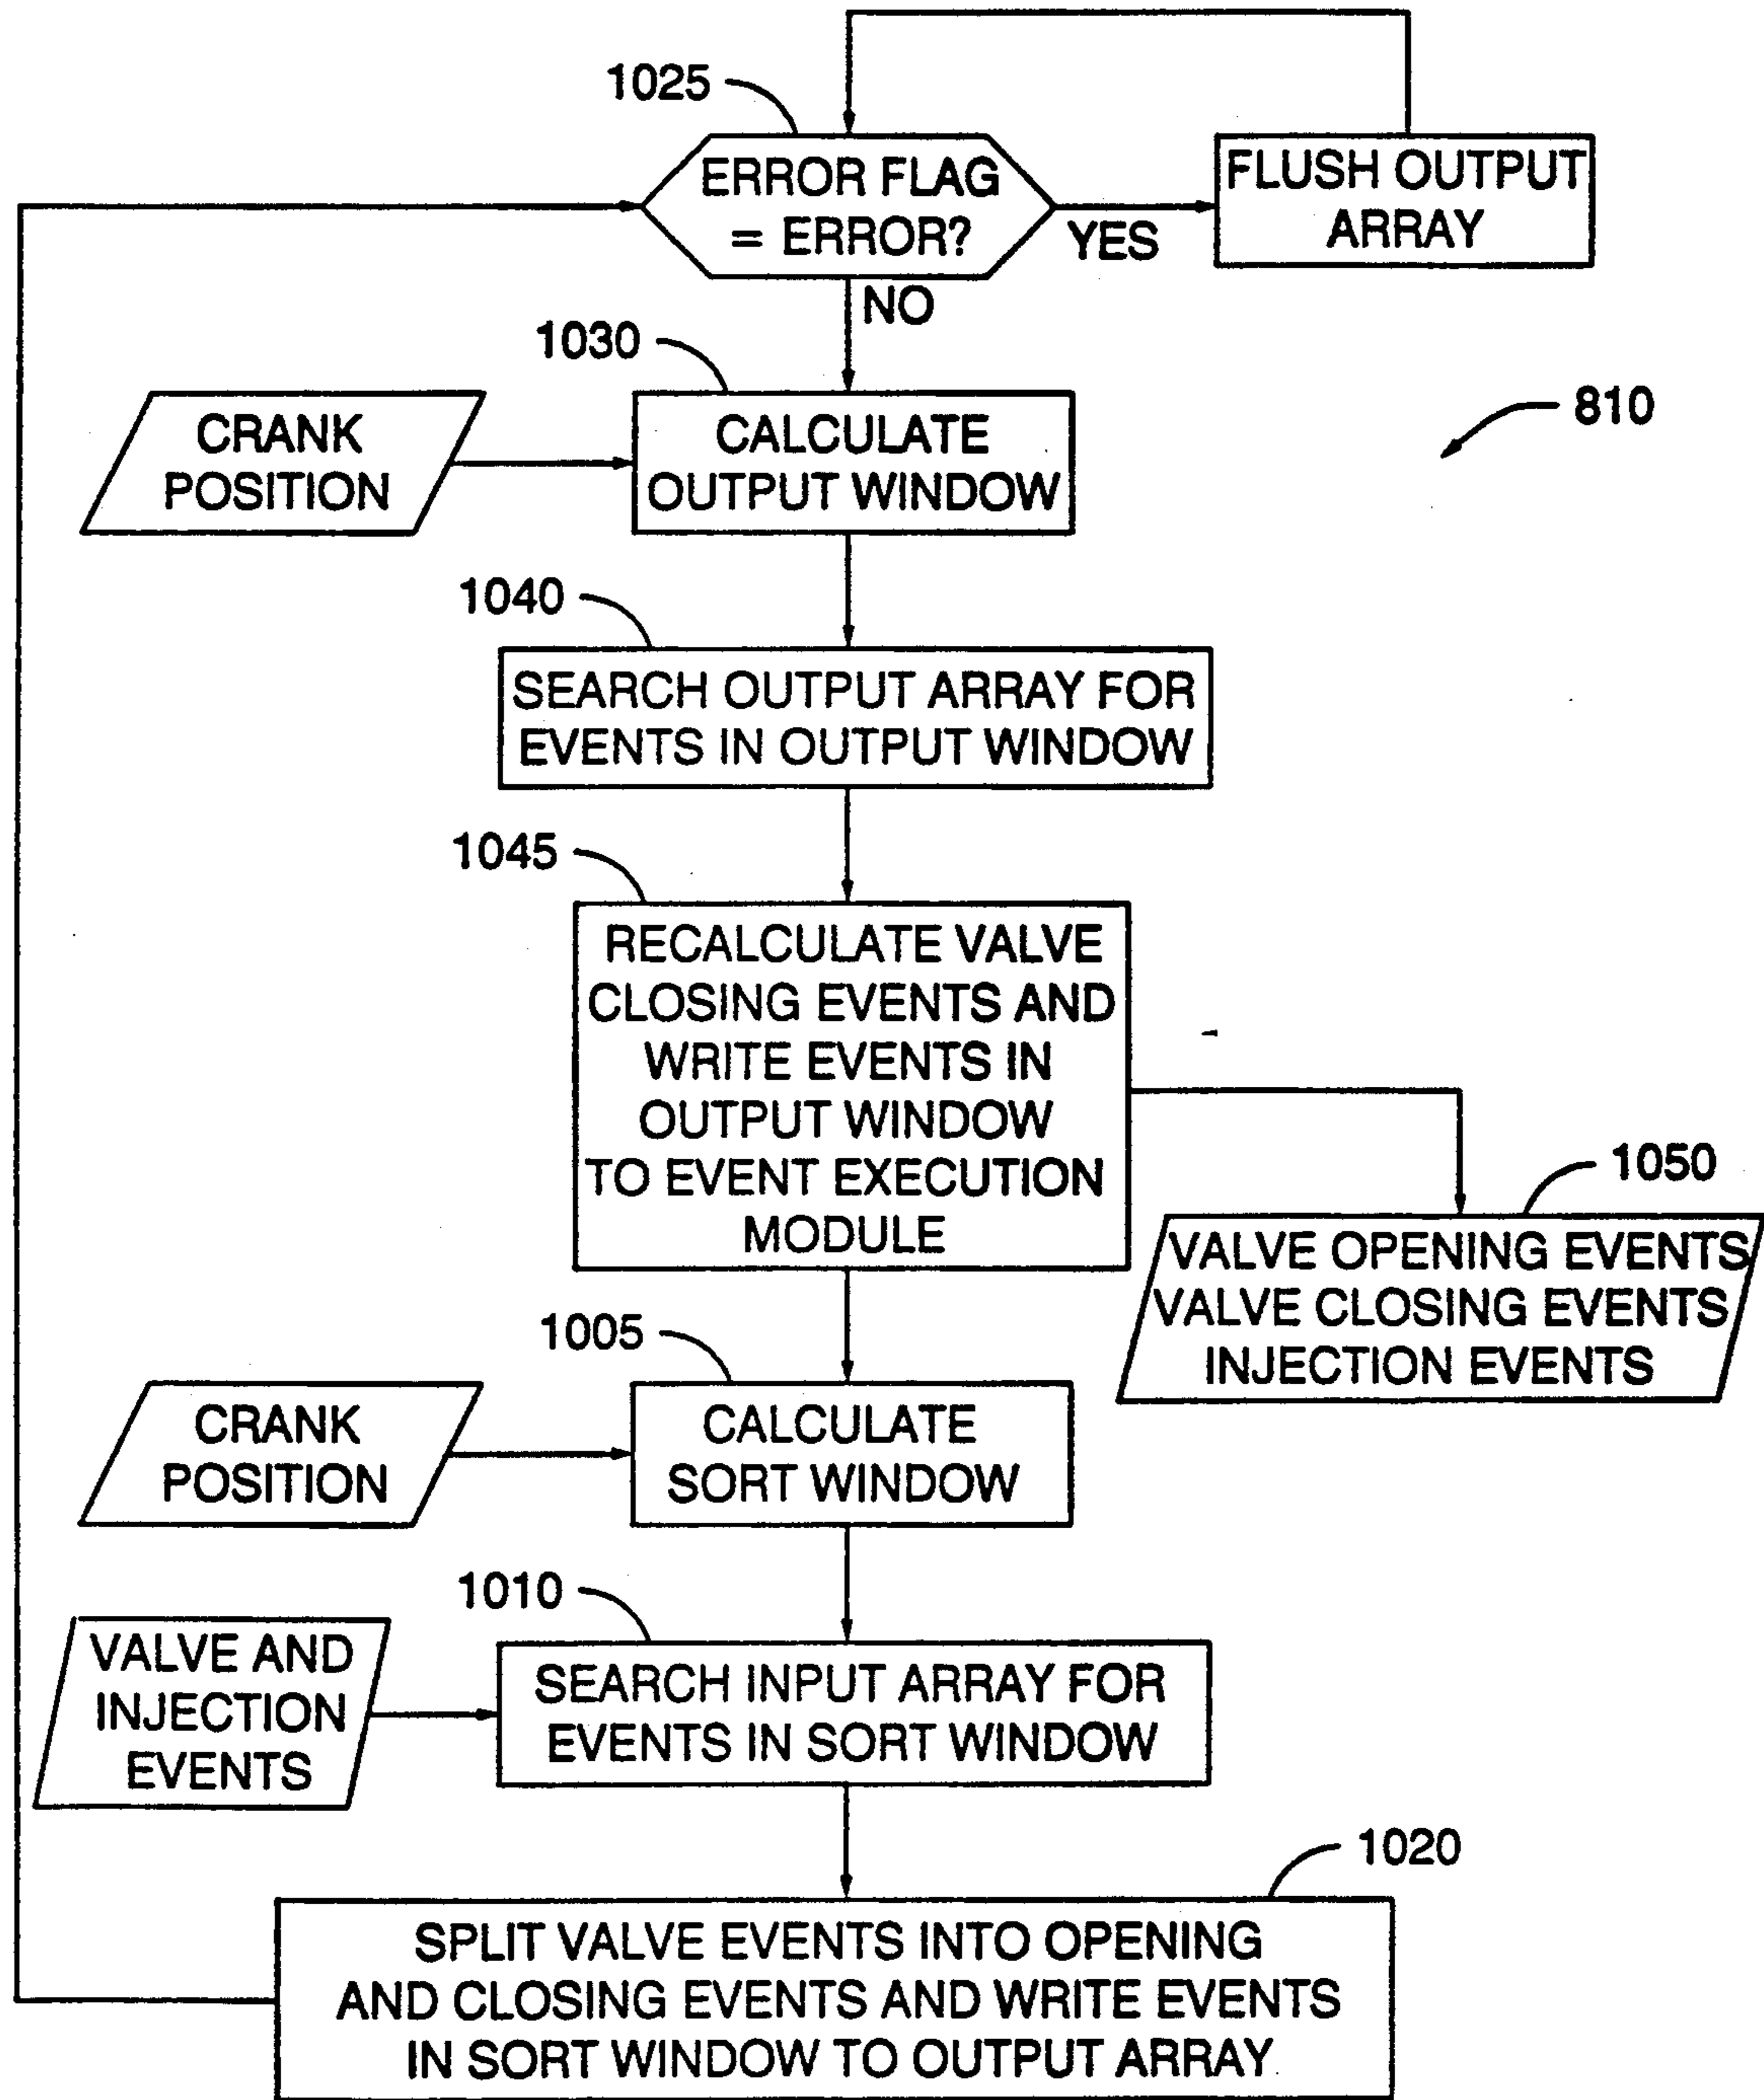 1025
ERROR FLAG
= ERROR?
YES
FLUSH OUTPUT
ARRAY
NO
1030
CRANK
POSITION
CALCULATE
OUTPUT WINDOW
810
1040
SEARCH OUTPUT ARRAY FOR
EVENTS IN OUTPUT WINDOW
1045
RECALCULATE VALVE
CLOSING EVENTS AND
WRITE EVENTS IN
OUTPUT WINDOW
TO EVENT EXECUTION
MODULE
1050
VALVE OPENING EVENTS
VALVE CLOSING EVENTS
INJECTION EVENTS
1005
CRANK
POSITION
CALCULATE
SORT WINDOW
1010
VALVE AND
INJECTION
EVENTS
SEARCH INPUT ARRAY FOR
EVENTS IN SORT WINDOW
1020
SPLIT VALVE EVENTS INTO OPENING
AND CLOSING EVENTS AND WRITE EVENTS
IN SORT WINDOW TO OUTPUT ARRAY